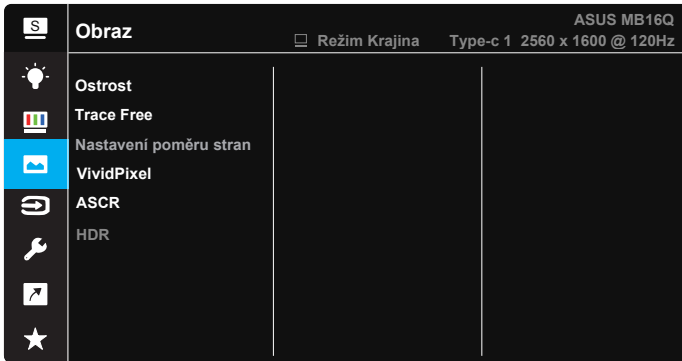 S
Obraz
ASUS MB16Q
Režim Krajina Type-c 1 2560 x 1600 @ 120Hz
Ostrost
Trace Free
Nastavení poměru stran
VividPixel
ASCR
HDR